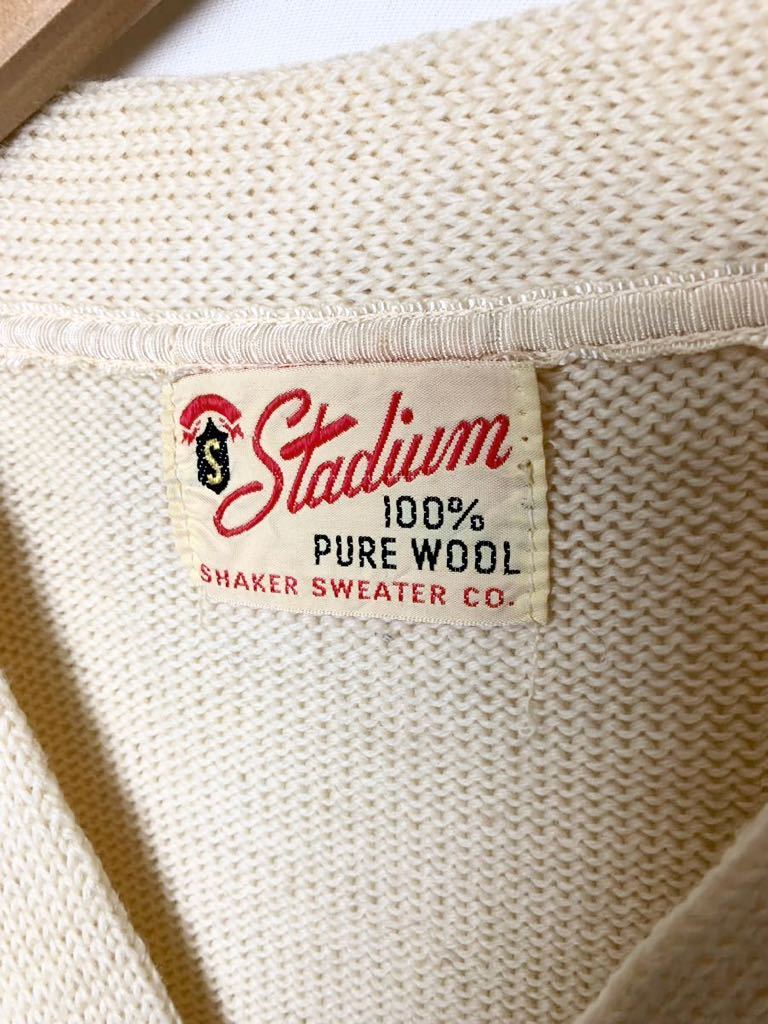 S
Stadium
100%
PURE WOOL
SHAKER SWEATER CO.